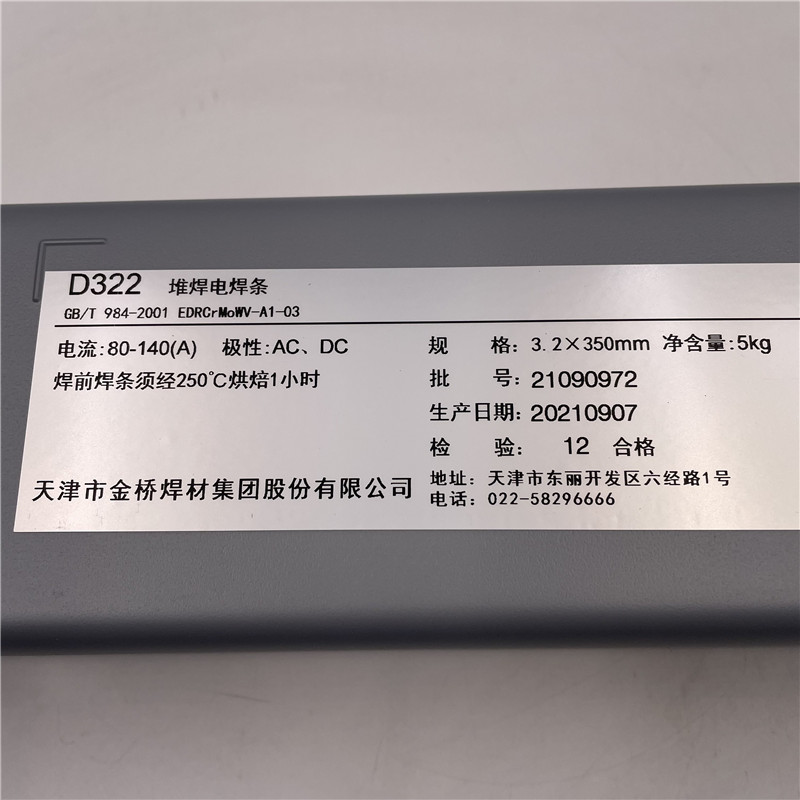 D322 堆焊电焊条
GB/T 984-2001 EDRCrMoWV-A1-03
电流:80-140(A) 极性:AC、DC
焊前焊条须经250℃烘焙1小时
天津市金桥焊材集团股份有限公司
规 格: 3.2×350mm 净含量:5kg
批 号: 21090972
生产日期: 20210907
检 验: 12 合格
地址: 天津市东丽开发区六经路1号
电话: 022-58296666